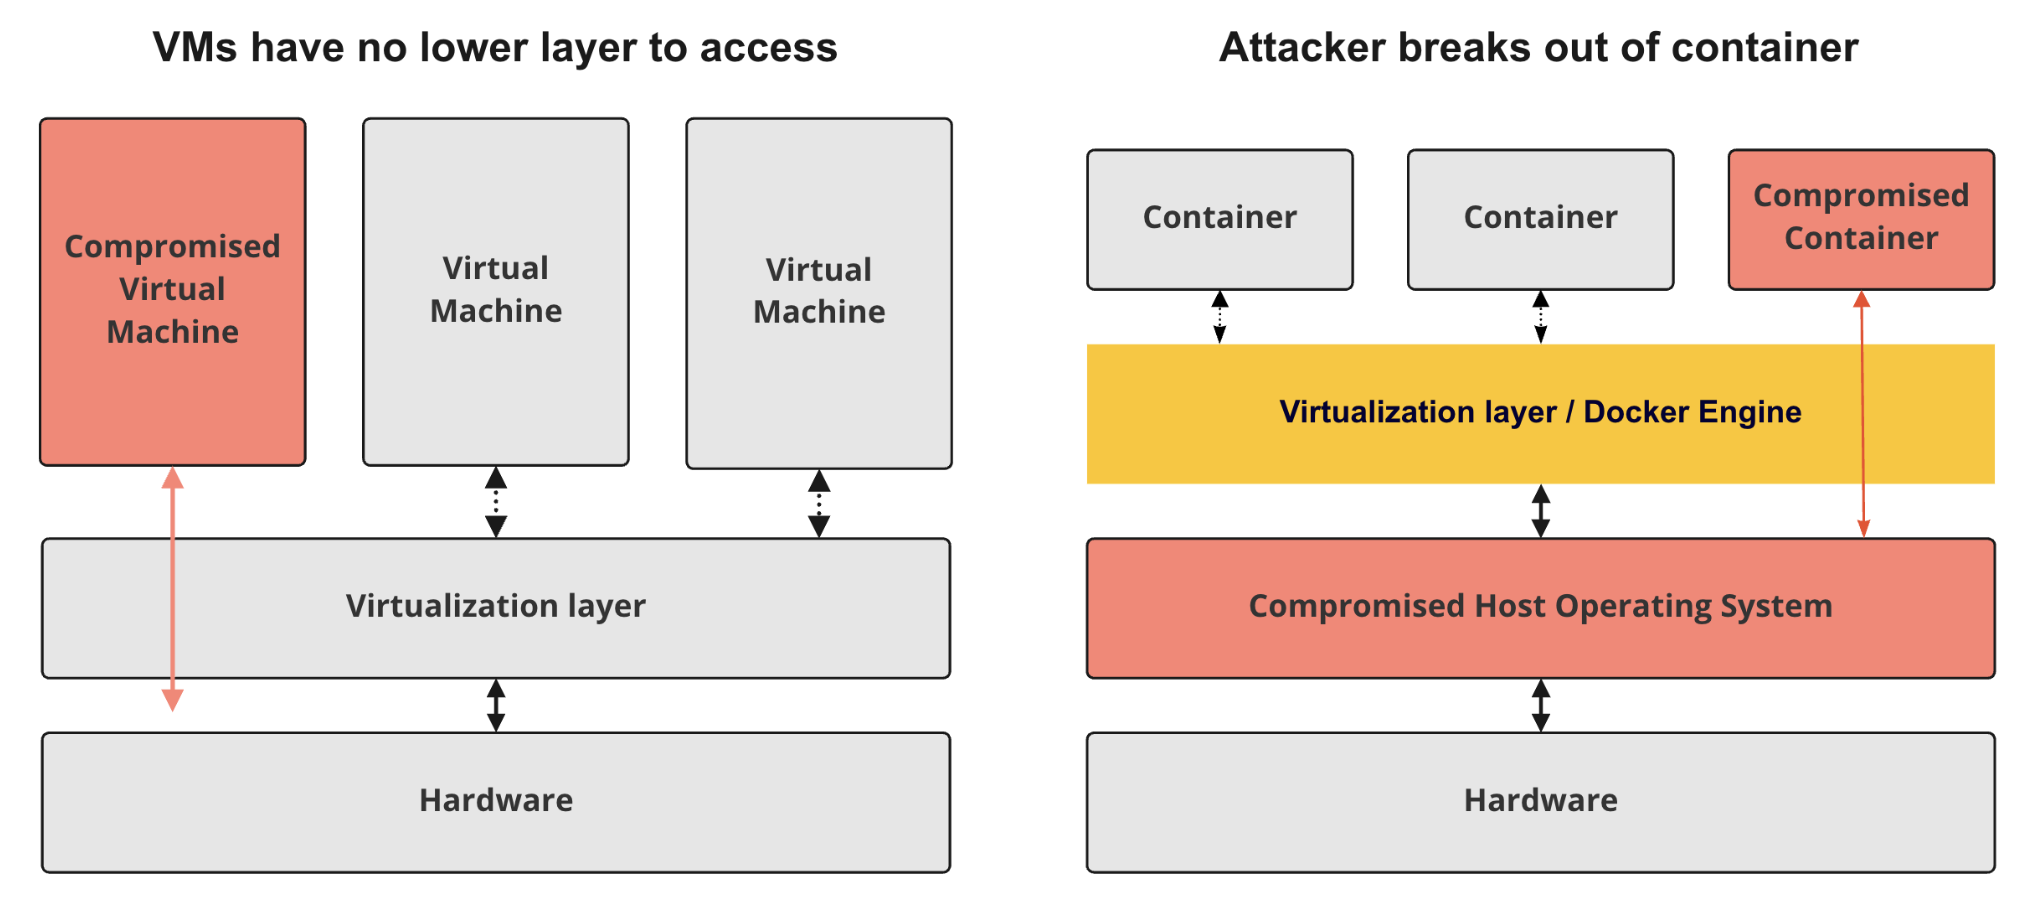 VMs have no lower layer to access
Compromised
Virtual
Machine
Virtual
Machine
Virtual
Machine
Virtualization layer
Hardware
Attacker breaks out of container
Container
Container
Compromised
Container
Virtualization layer / Docker Engine
Compromised Host Operating System
Hardware